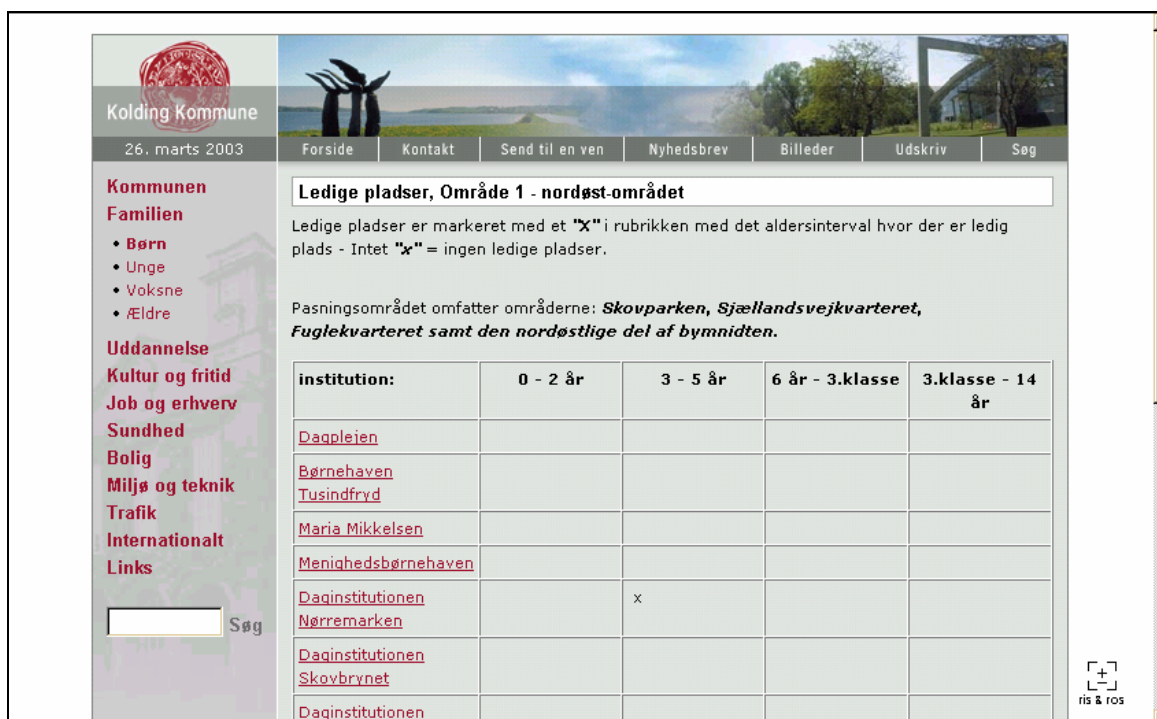 Kolding Kommune
26. marts 2003
Forside Kontakt Send til en ven Nyhedsbrev Billeder Udskriv Søg
Kommunen
Familien
• Børn
• Unge
• Voksne
• Ældre
Uddannelse
Kultur og fritid
Job og erhverv
Sundhed
Bolig
Miljø og teknik
Trafik
Internationalt
Links
Søg
Ledige pladser, Område 1 - nordøst-området
Ledige pladser er markeret med et "X" i rubrikken med det aldersinterval hvor der er ledig
plads - Intet "x" = ingen ledige pladser.
Pasningsområdet omfatter områderne: Skovparken, Sjællandsvejkvarteret,
Fuglekvarteret samt den nordøstlige del af bymnidten.
institution: 0 - 2 år 3 - 5 år 6 år - 3.klasse 3.klasse - 14
år
Dagplejen
Børnehaven
Tusindfryd
Maria Mikkelsen
Menighedsbørnehaven
Daginstitutionen x
Nørremarken
Daginstitutionen
Skovbrynet
Daginstitutionen
ris & ros